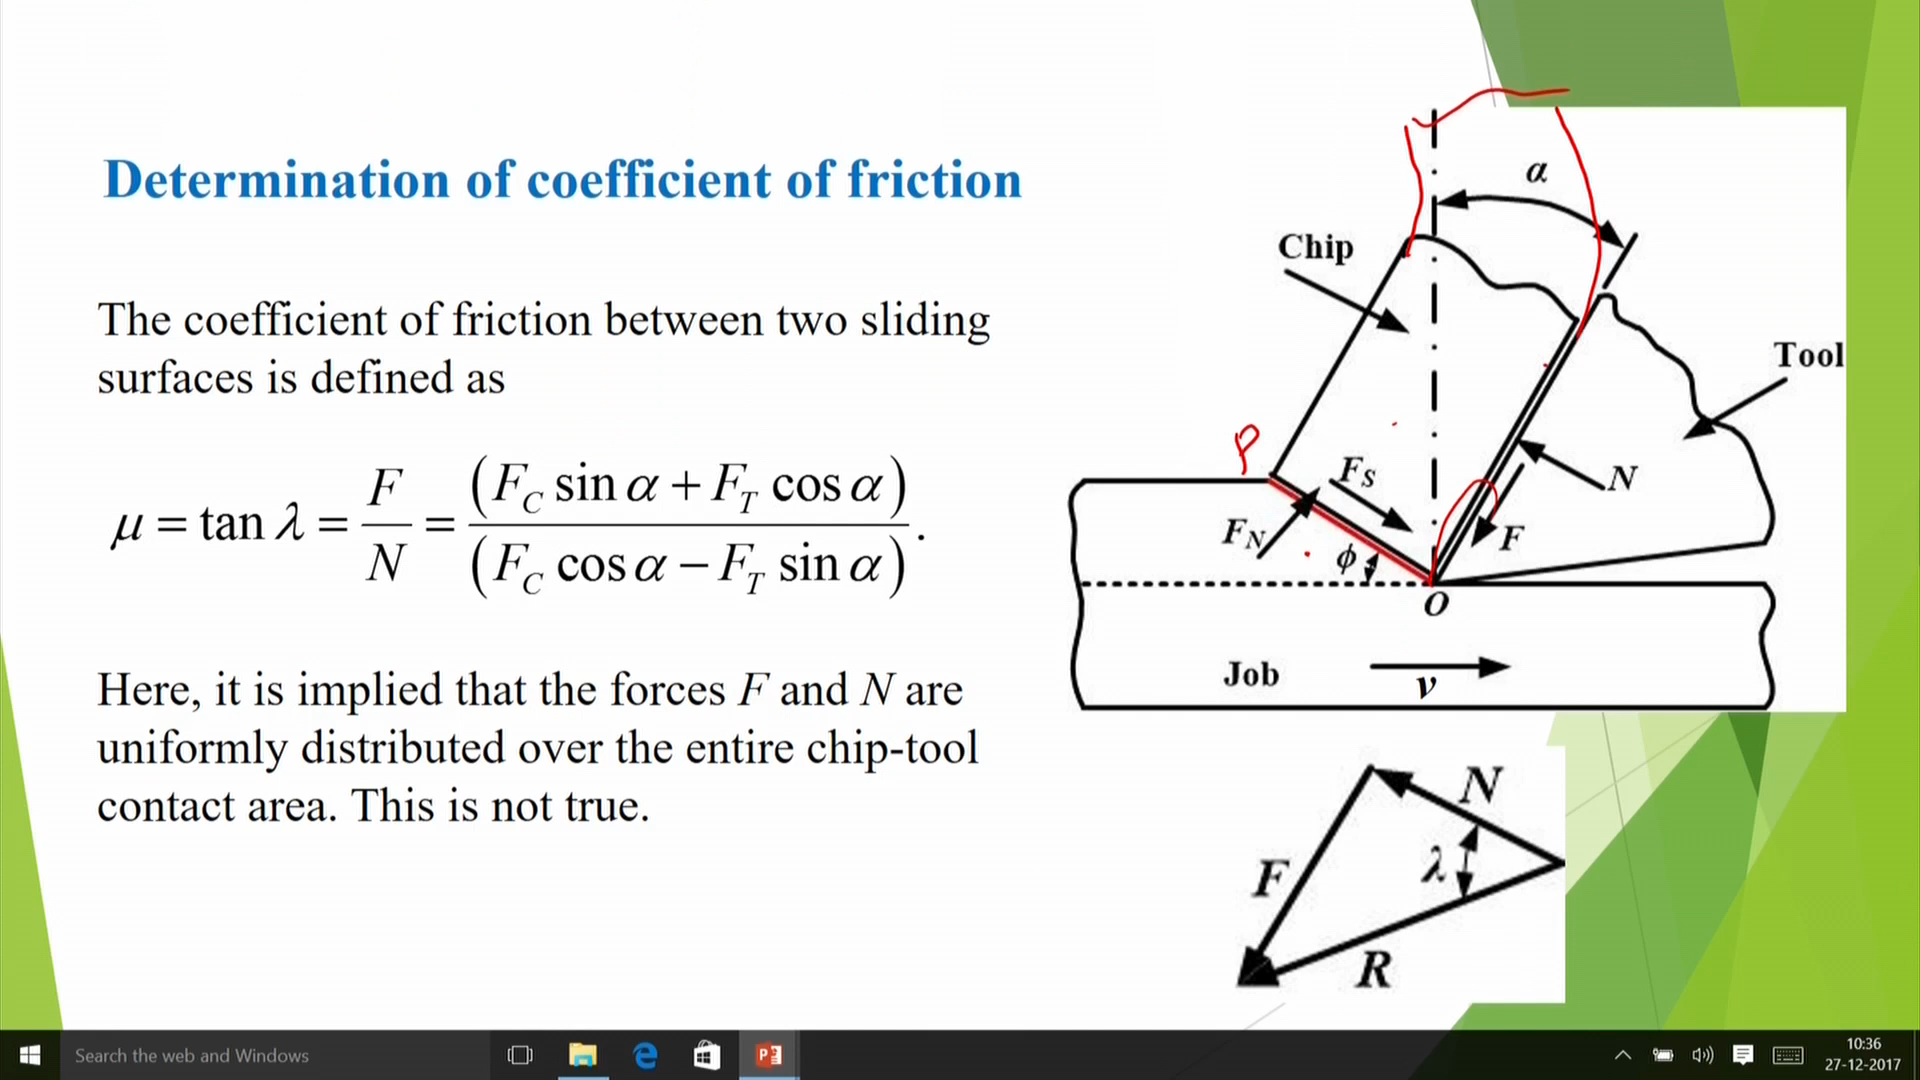 Determination of coefficient of friction
The coefficient of friction between two sliding
surfaces is defined as
μ = tan λ = F / N = (F_C sin α + F_T cos α) / (F_C cos α − F_T sin α).
Here, it is implied that the forces F and N are
uniformly distributed over the entire chip-tool
contact area. This is not true.
α
Chip
Tool
P
F_S
N
F_N
F
ϕ
O
Job
v
N
λ
F
R
Search the web and Windows
10:36
27-12-2017